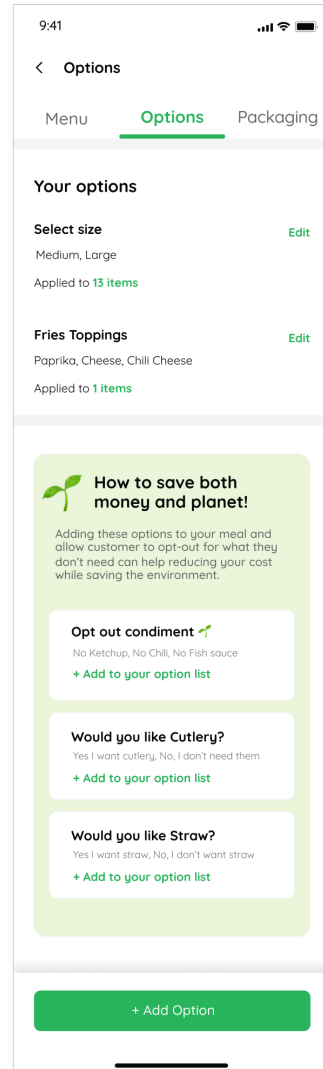 9:41
Options
Menu Options Packaging
Your options
Select size Edit
Medium, Large
Applied to 13 items
Fries Toppings Edit
Paprika, Cheese, Chili Cheese
Applied to 1 items
How to save both
money and planet!
Adding these options to your meal and
allow customer to opt-out for what they
don't need can help reducing your cost
while saving the environment.
Opt out condiment
No Ketchup, No Chili, No Fish sauce
+ Add to your option list
Would you like Cutlery?
Yes I want cutlery, No, I don't need them
+ Add to your option list
Would you like Straw?
Yes I want straw, No, I don't want straw
+ Add to your option list
+ Add Option